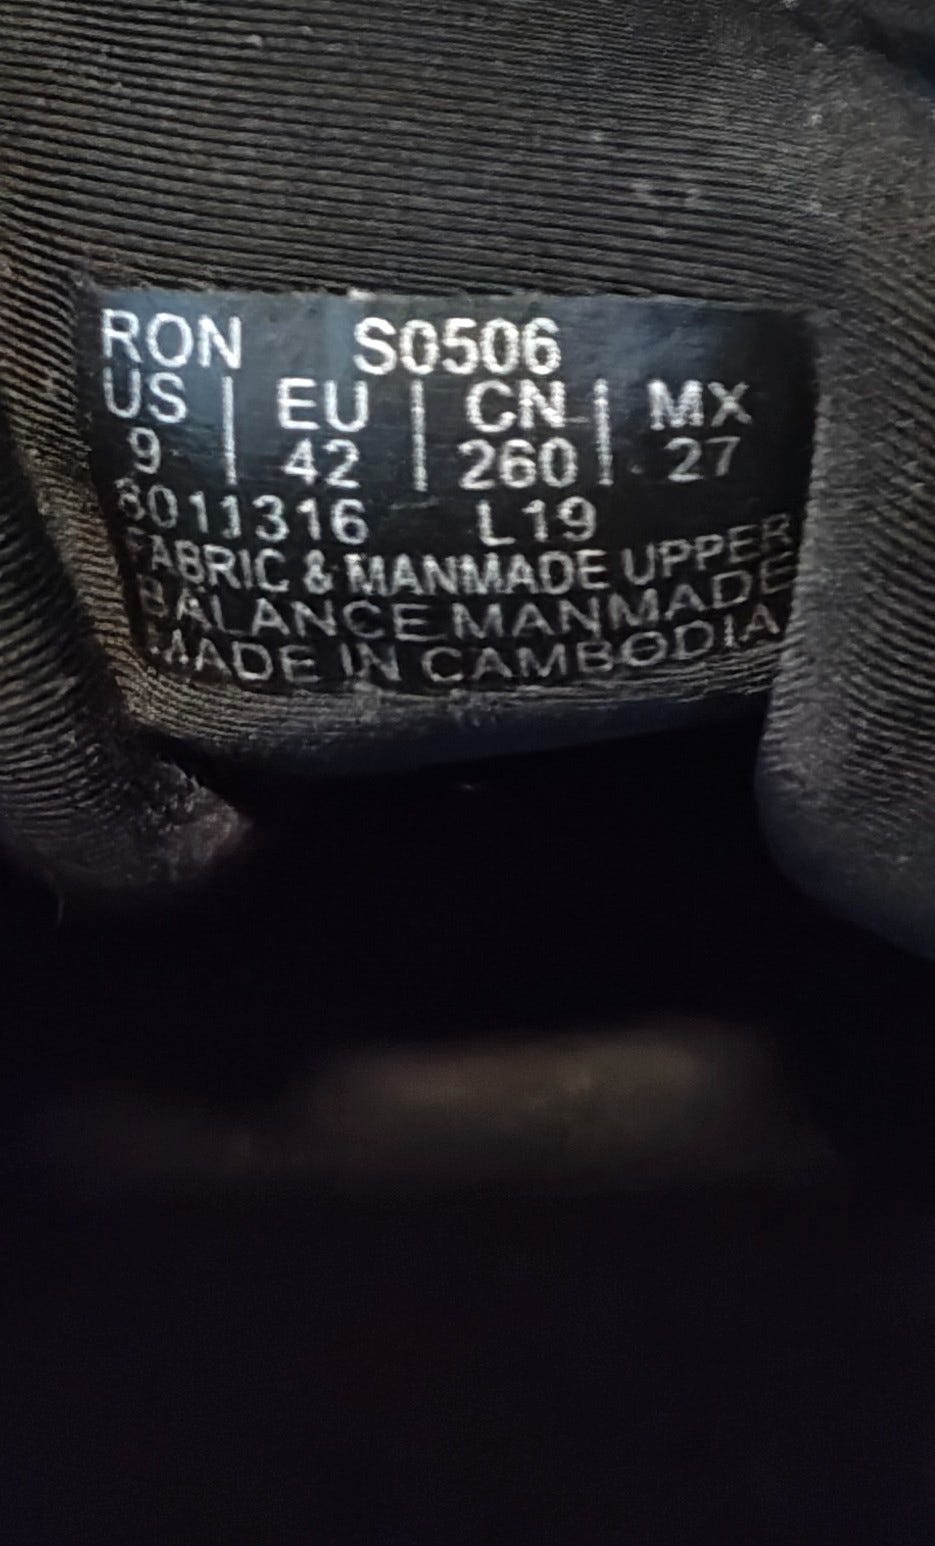 RON S0506
US | EU | CN | MX
9 | 42 | 260 | 27
8011316 L19
FABRIC & MANMADE UPPER
BALANCE MANMADE
MADE IN CAMBODIA